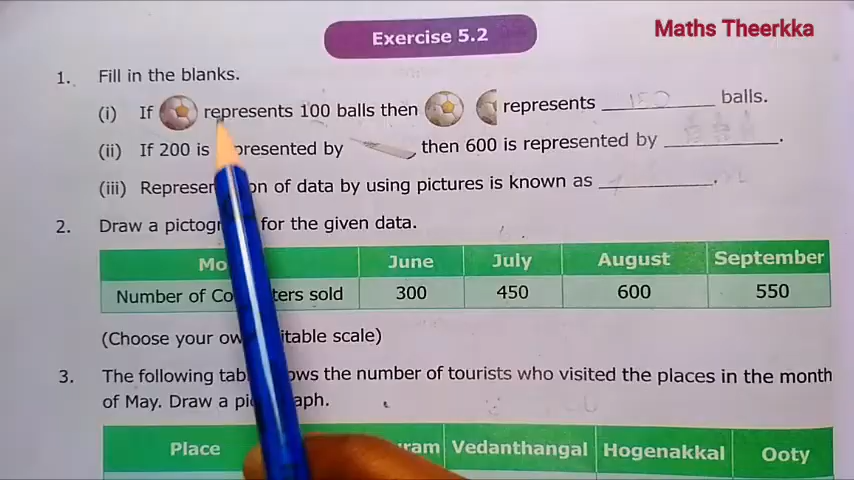 Maths Theerkka
Exercise 5.2
1. Fill in the blanks.
(i) If represents 100 balls then represents 150 balls.
(ii) If 200 is presented by then 600 is represented by
(iii) Represen on of data by using pictures is known as
2. Draw a pictogr for the given data.
Mo June July August September
Number of Co ters sold 300 450 600 550
(Choose your ow itable scale)
3. The following tab ows the number of tourists who visited the places in the month
of May. Draw a pi aph.
Place ram Vedanthangal Hogenakkal Ooty